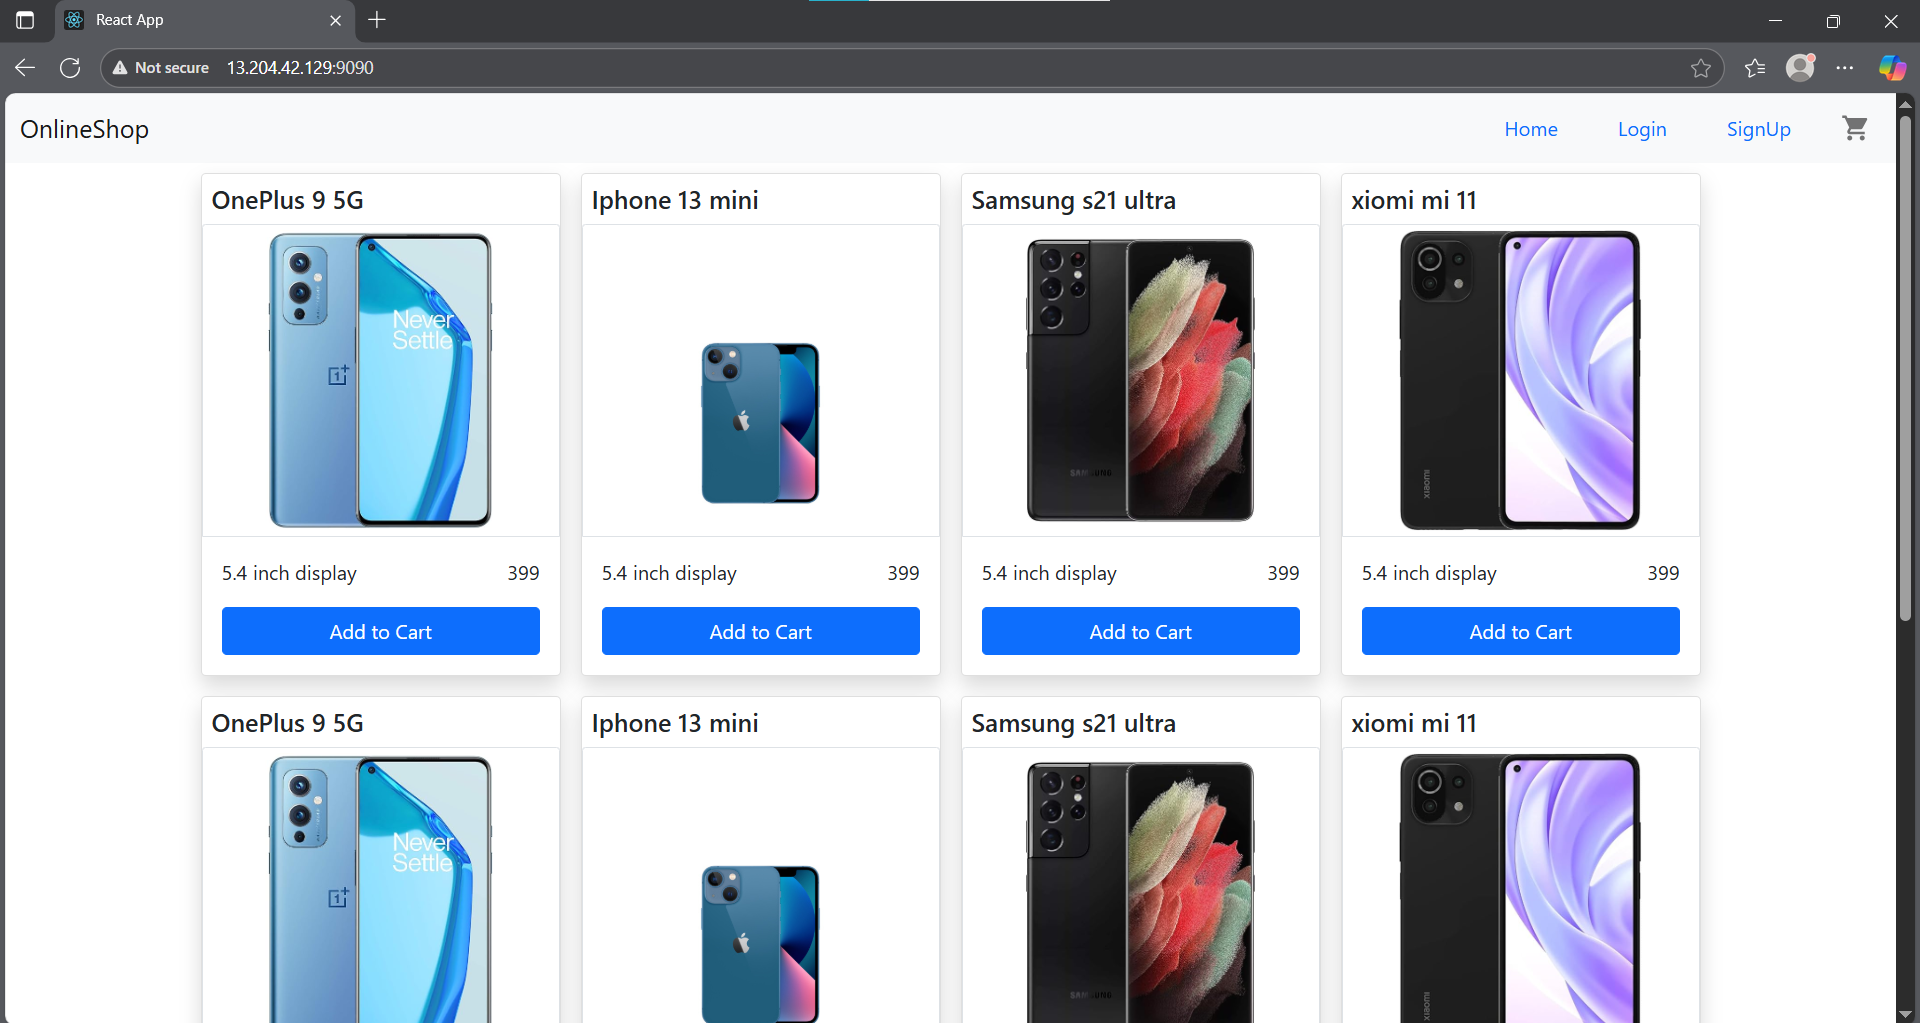 React App
Not secure 13.204.42.129:9090
OnlineShop Home Login SignUp
OnePlus 9 5G Iphone 13 mini Samsung s21 ultra xiomi mi 11
Never
Settle
SAMSUNG
xiaomi
5.4 inch display 399 5.4 inch display 399 5.4 inch display 399 5.4 inch display 399
Add to Cart Add to Cart Add to Cart Add to Cart
OnePlus 9 5G Iphone 13 mini Samsung s21 ultra xiomi mi 11
Never
Settle
SAMSUNG
xiaomi